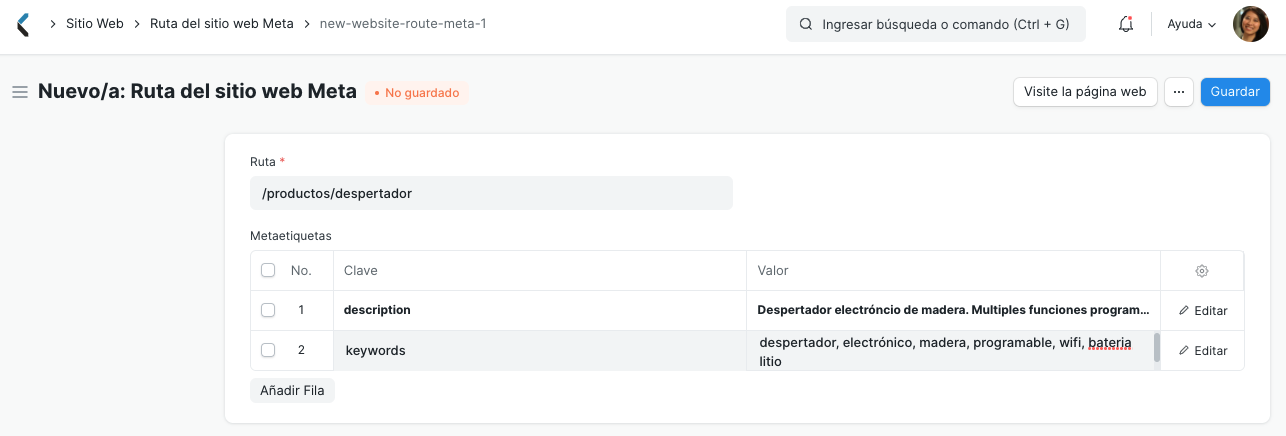 Sitio Web
Ruta del sitio web Meta
new-website-route-meta-1
Ingresar búsqueda o comando (Ctrl + G)
Ayuda
Nuevo/a: Ruta del sitio web Meta
No guardado
Visite la página web
...
Guardar
Ruta *
/productos/despertador
Metaetiquetas
No.
Clave
Valor
1
description
Despertador electróncio de madera. Multiples funciones program...
Editar
2
keywords
despertador, electrónico, madera, programable, wifi, bateria
litio
Editar
Añadir Fila